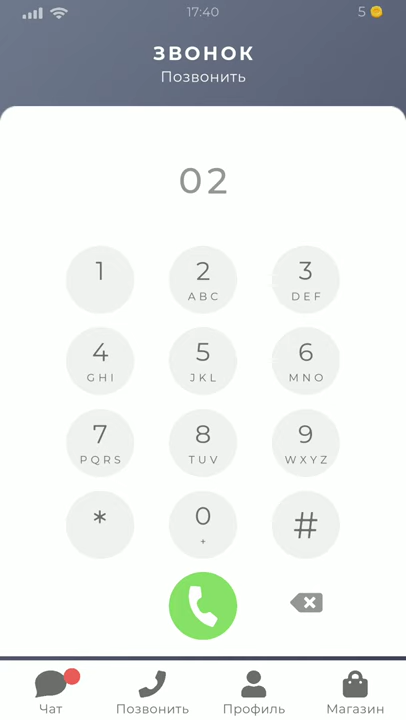 17:40
5
ЗВОНОК
Позвонить
02
1
2
3
ABC
DEF
4
5
6
GHI
JKL
MNO
7
8
9
PQRS
TUV
WXYZ
*
0
#
+
Чат
Позвонить
Профиль
Магазин